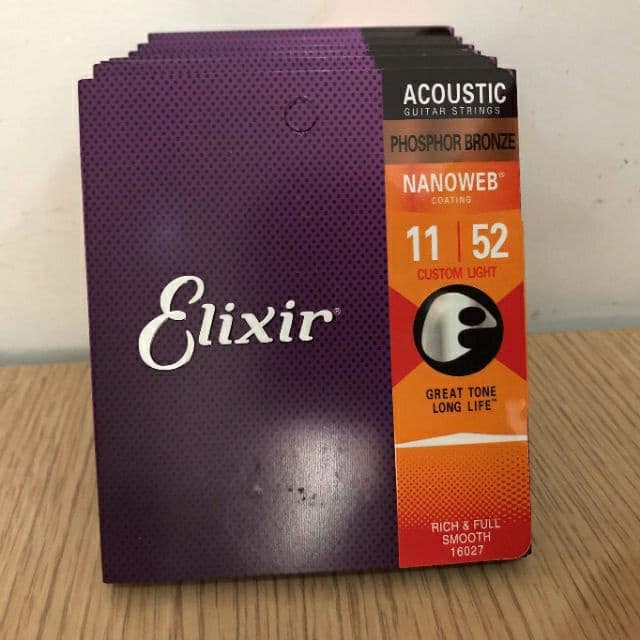 Elixir®
ACOUSTIC
GUITAR STRINGS
PHOSPHOR BRONZE
NANOWEB®
COATING
11 | 52
CUSTOM LIGHT
GREAT TONE
LONG LIFE™
RICH & FULL
SMOOTH
16027